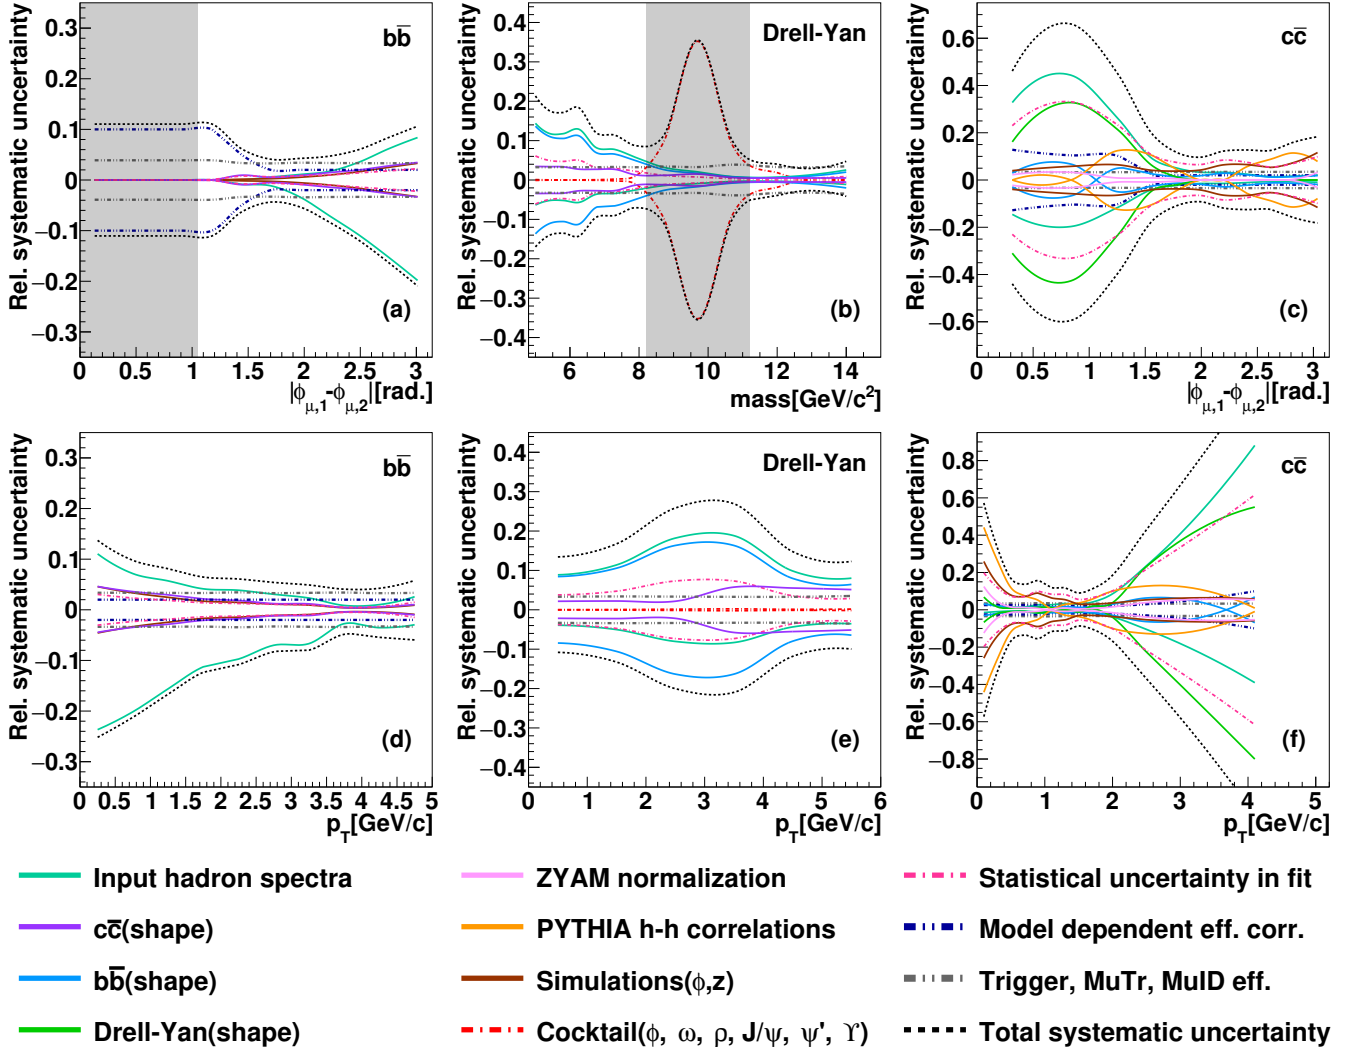 bb̅
Rel. systematic uncertainty
0.3
0.2
0.1
0
−0.1
−0.2
−0.3
(a)
0 0.5 1 1.5 2 2.5 3
|ϕμ,1-ϕμ,2|[rad.]
Drell-Yan
Rel. systematic uncertainty
0.4
0.3
0.2
0.1
0
−0.1
−0.2
−0.3
−0.4
(b)
6 8 10 12 14
mass[GeV/c²]
cc̅
Rel. systematic uncertainty
0.6
0.4
0.2
0
−0.2
−0.4
−0.6
(c)
0 0.5 1 1.5 2 2.5 3
|ϕμ,1-ϕμ,2|[rad.]
bb̅
Rel. systematic uncertainty
0.3
0.2
0.1
0
−0.1
−0.2
−0.3
(d)
0 0.5 1 1.5 2 2.5 3 3.5 4 4.5 5
pT[GeV/c]
Drell-Yan
Rel. systematic uncertainty
0.4
0.3
0.2
0.1
0
−0.1
−0.2
−0.3
−0.4
(e)
0 1 2 3 4 5 6
pT[GeV/c]
cc̅
Rel. systematic uncertainty
0.8
0.6
0.4
0.2
0
−0.2
−0.4
−0.6
−0.8
(f)
0 1 2 3 4 5
pT[GeV/c]
Input hadron spectra
cc̅(shape)
bb̅(shape)
Drell-Yan(shape)
ZYAM normalization
PYTHIA h-h correlations
Simulations(ϕ,z)
Cocktail(ϕ, ω, ρ, J/ψ, ψ', ϒ)
Statistical uncertainty in fit
Model dependent eff. corr.
Trigger, MuTr, MuID eff.
Total systematic uncertainty